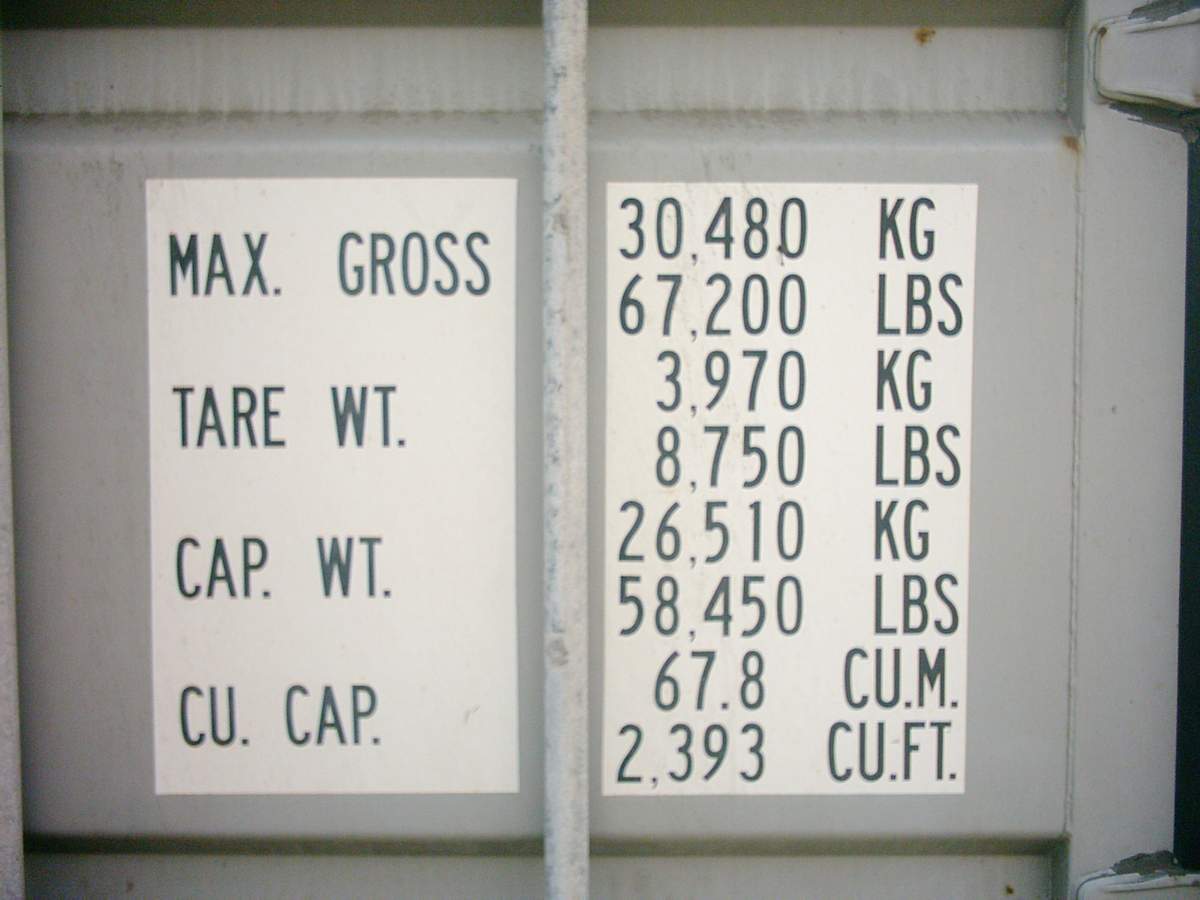 MAX. GROSS
30,480 KG
67,200 LBS
TARE WT.
3,970 KG
8,750 LBS
CAP. WT.
26,510 KG
58,450 LBS
CU. CAP.
67.8 CU.M.
2,393 CU.FT.